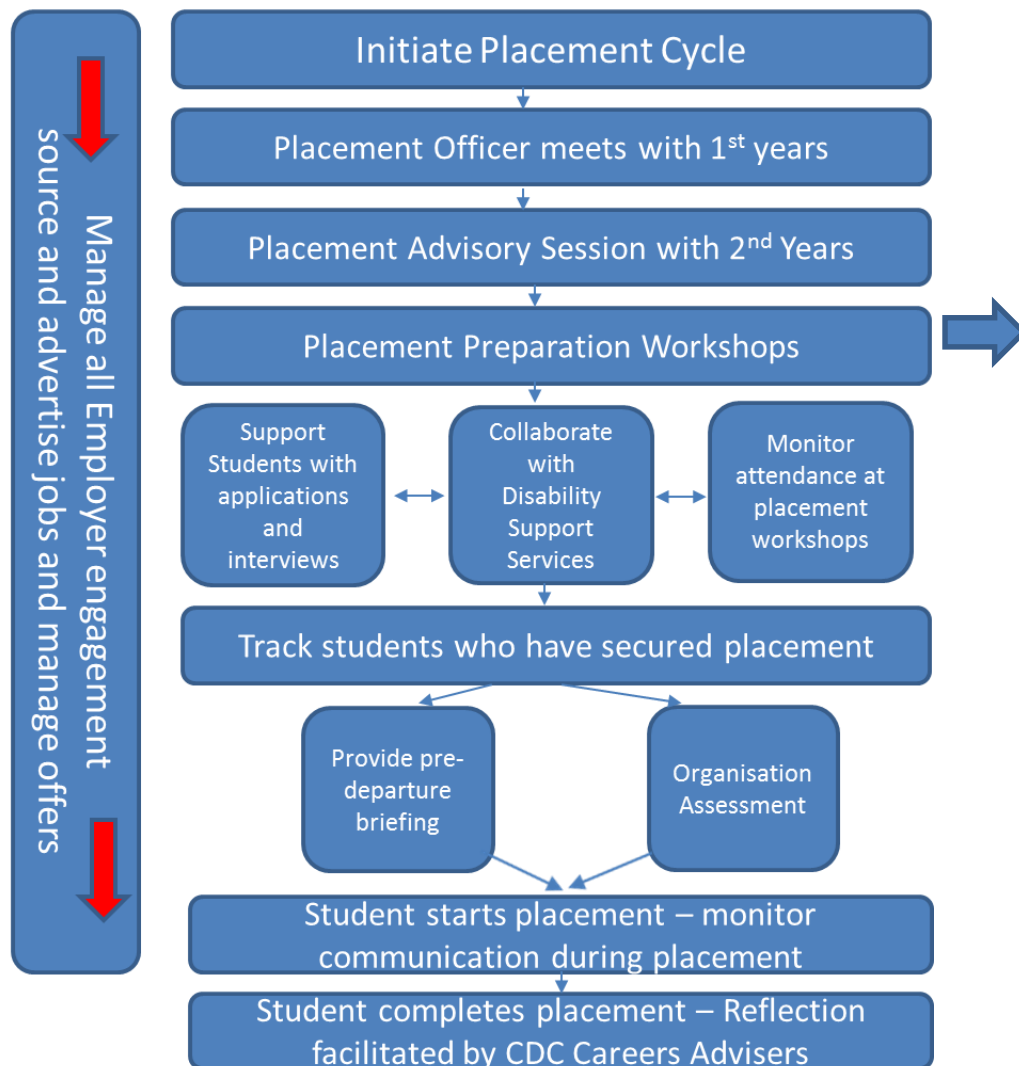 Manage all Employer engagement
source and advertise jobs and manage offers
Initiate Placement Cycle
Placement Officer meets with 1st years
Placement Advisory Session with 2nd Years
Placement Preparation Workshops
Support
Students with
applications
and
interviews
Collaborate
with
Disability
Support
Services
Monitor
attendance at
placement
workshops
Track students who have secured placement
Provide pre-
departure
briefing
Organisation
Assessment
Student starts placement – monitor
communication during placement
Student completes placement – Reflection
facilitated by CDC Careers Advisers